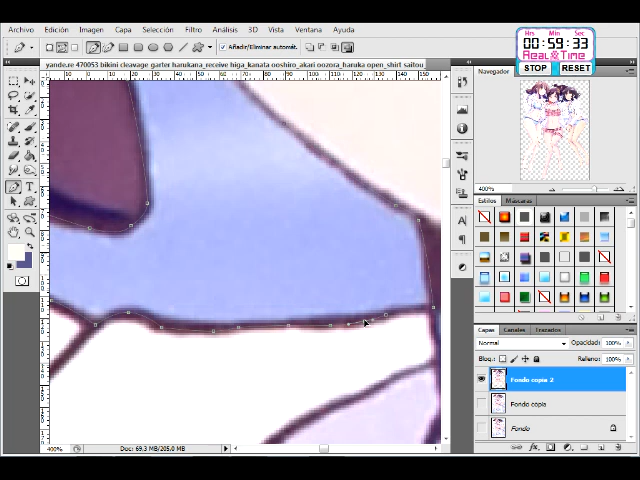 Archivo Edición Imagen Capa Selección Filtro Análisis 3D Vista Ventana Ayuda
Hrs Min Sec
00:59:33
Real Time
STOP RESET
Añadir/Eliminar automát.
yande.re 470053 bikini cleavage garter harukana_receive higa_kanata ooshiro_akari oozora_haruka open_shirt saitou
Navegador
400%
Estilos Máscaras
Capas Canales Trazados
Normal Opacidad: 100%
Bloq.: Relleno: 100%
Fondo copia 2
Fondo copia
Fondo
400% Doc: 69.3 MB/205.0 MB